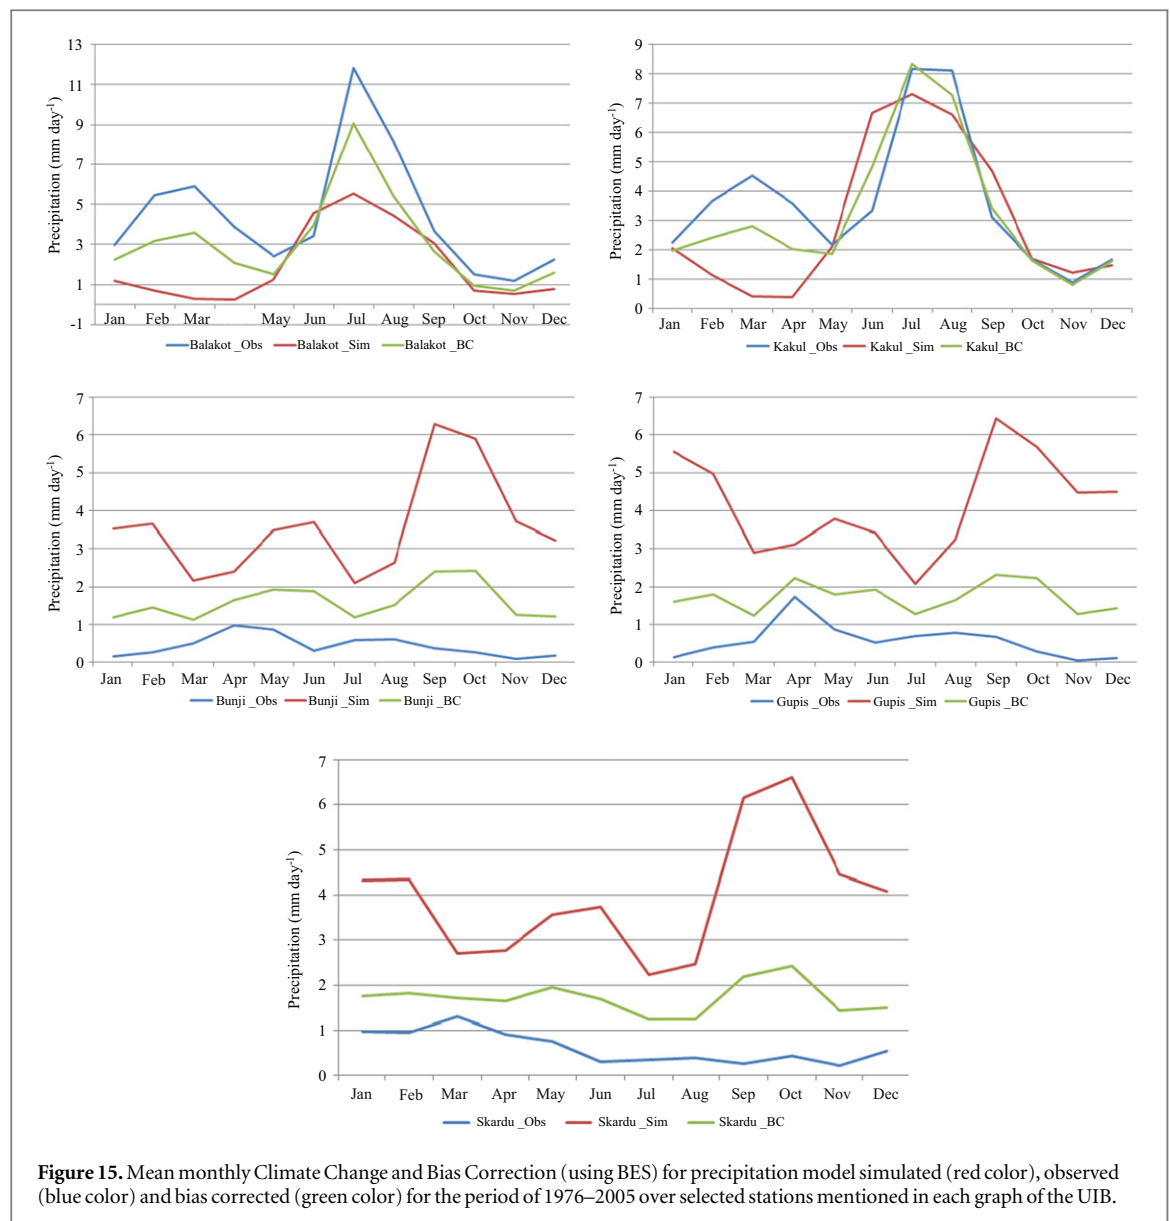 13
11
9
7
5
3
1
-1
Precipitation (mm day-1)
Jan Feb Mar May Jun Jul Aug Sep Oct Nov Dec
Balakot _Obs Balakot _Sim Balakot _BC
9
8
7
6
5
4
3
2
1
0
Precipitation (mm day-1)
Jan Feb Mar Apr May Jun Jul Aug Sep Oct Nov Dec
Kakul _Obs Kakul _Sim Kakul_BC
7
6
5
4
3
2
1
0
Precipitation (mm day-1)
Jan Feb Mar Apr May Jun Jul Aug Sep Oct Nov Dec
Bunji _Obs Bunji _Sim Bunji _BC
7
6
5
4
3
2
1
0
Precipitation (mm day-1)
Jan Feb Mar Apr May Jun Jul Aug Sep Oct Nov Dec
Gupis _Obs Gupis _Sim Gupis _BC
7
6
5
4
3
2
1
0
Precipitation (mm day-1)
Jan Feb Mar Apr May Jun Jul Aug Sep Oct Nov Dec
Skardu _Obs Skardu _Sim Skardu _BC
Figure 15. Mean monthly Climate Change and Bias Correction (using BES) for precipitation model simulated (red color), observed
(blue color) and bias corrected (green color) for the period of 1976–2005 over selected stations mentioned in each graph of the UIB.